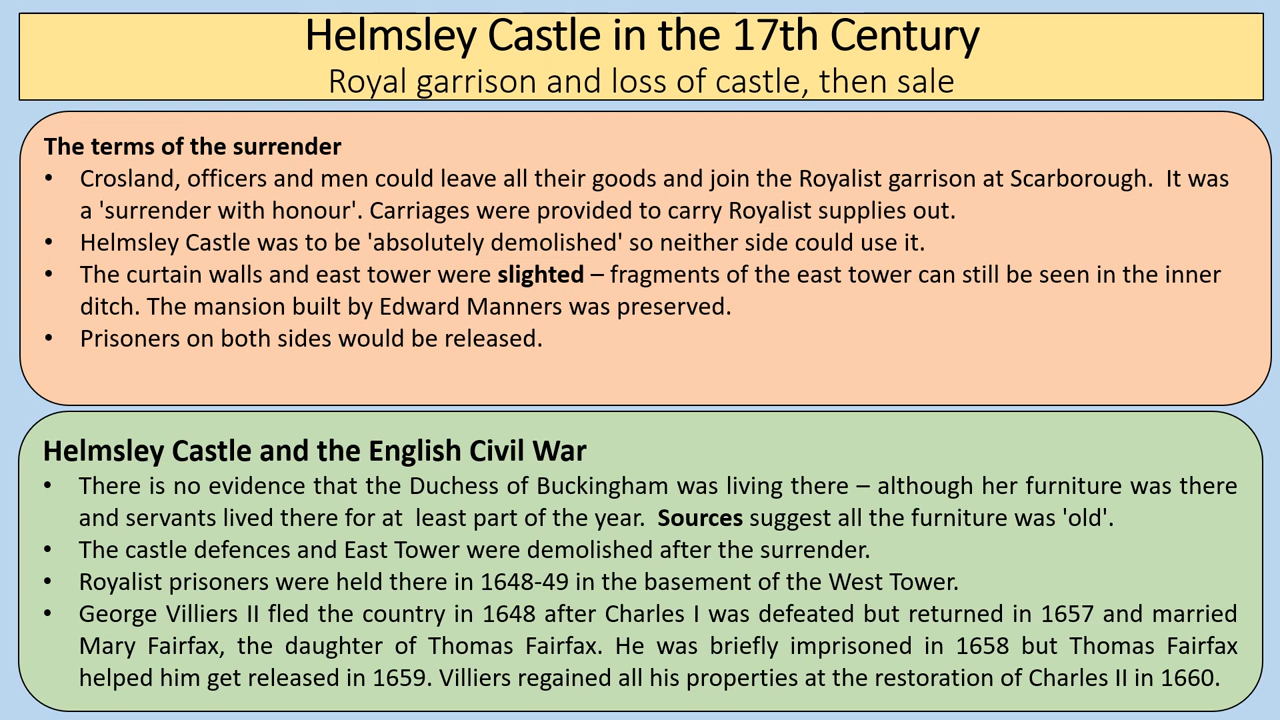 Helmsley Castle in the 17th Century
Royal garrison and loss of castle, then sale
The terms of the surrender
• Crosland, officers and men could leave all their goods and join the Royalist garrison at Scarborough.  It was
a 'surrender with honour'. Carriages were provided to carry Royalist supplies out.
• Helmsley Castle was to be 'absolutely demolished' so neither side could use it.
• The curtain walls and east tower were slighted – fragments of the east tower can still be seen in the inner
ditch. The mansion built by Edward Manners was preserved.
• Prisoners on both sides would be released.
Helmsley Castle and the English Civil War
• There is no evidence that the Duchess of Buckingham was living there – although her furniture was there
and servants lived there for at  least part of the year.  Sources suggest all the furniture was 'old'.
• The castle defences and East Tower were demolished after the surrender.
• Royalist prisoners were held there in 1648-49 in the basement of the West Tower.
• George Villiers II fled the country in 1648 after Charles I was defeated but returned in 1657 and married
Mary Fairfax, the daughter of Thomas Fairfax. He was briefly imprisoned in 1658 but Thomas Fairfax
helped him get released in 1659. Villiers regained all his properties at the restoration of Charles II in 1660.